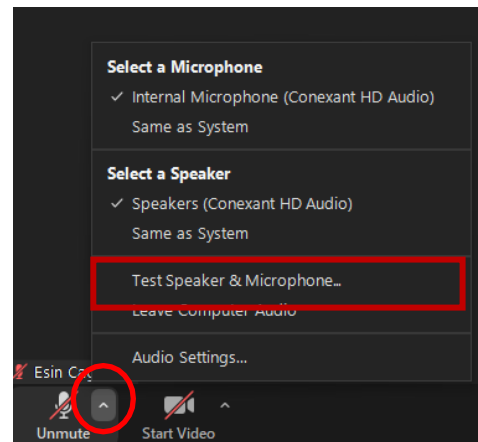 Select a Microphone
✓ Internal Microphone (Conexant HD Audio)
Same as System
Select a Speaker
✓ Speakers (Conexant HD Audio)
Same as System
Test Speaker & Microphone...
Leave Computer Audio
Audio Settings...
Esin
Unmute
Start Video